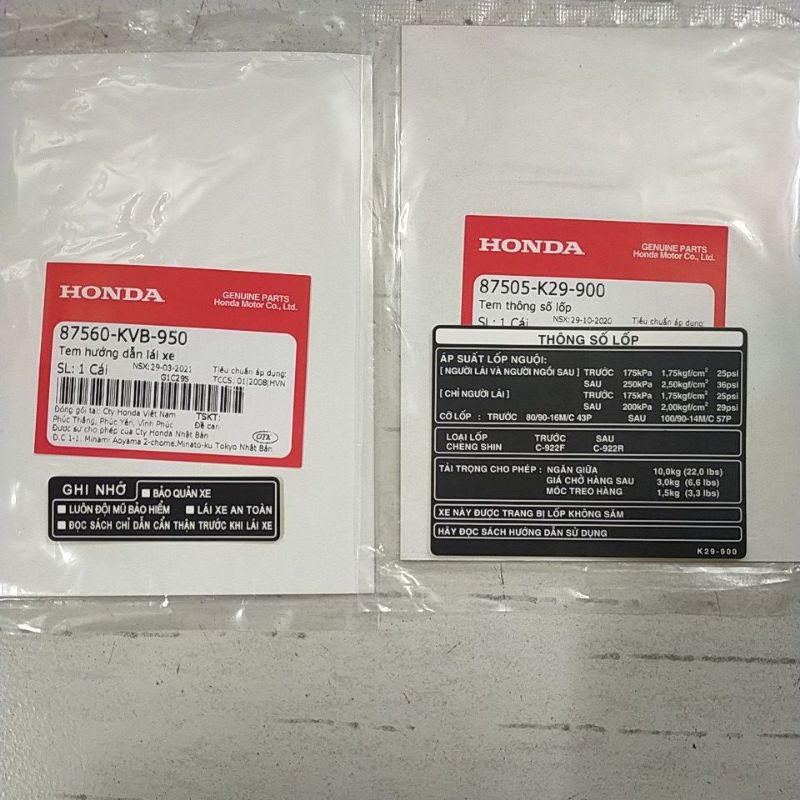 HONDA
GENUINE PARTS
Honda Motor Co., Ltd.
87560-KVB-950
Tem hướng dẫn lái xe
NSX:29-03-2021
Tiêu chuẩn áp dụng:
SL: 1 Cái
G1C29S
TCCS: 01|2008|HVN
Đóng gói tại: Cty Honda Việt Nam
TSKT:
Phúc Thắng, Phúc Yên, Vĩnh Phúc
Đề can
Được sự cho phép của Cty Honda Nhật Bản
Đ.C 1-1, Minami Aoyama 2-chome,Minato-ku Tokyo Nhật Bản
GHI NHỚ
BẢO QUẢN XE
LUÔN ĐỘI MŨ BẢO HIỂM
LÁI XE AN TOÀN
ĐỌC SÁCH CHỈ DẪN CẨN THẬN TRƯỚC KHI LÁI XE
HONDA
GENUINE PARTS
Honda Motor Co., Ltd.
87505-K29-900
Tem thông số lốp
SL: 1 Cái
NSX:29-10-2020
Tiêu chuẩn áp dụng:
THÔNG SỐ LỐP
ÁP SUẤT LỐP NGUỘI:
[ NGƯỜI LÁI VÀ NGƯỜI NGỒI SAU ] TRƯỚC 175kPa 1,75kgf/cm² 25psi
SAU 250kPa 2,50kgf/cm² 36psi
[ CHỈ NGƯỜI LÁI ] TRƯỚC 175kPa 1,75kgf/cm² 25psi
SAU 200kPa 2,00kgf/cm² 29psi
CỠ LỐP : TRƯỚC 80/90-16M/C 43P SAU 100/90-14M/C 57P
LOẠI LỐP TRƯỚC SAU
CHENG SHIN C-922F C-922R
TẢI TRỌNG CHO PHÉP : NGĂN GIỮA 10,0kg (22,0 lbs)
GIÁ CHỞ HÀNG SAU 3,0kg (6,6 lbs)
MÓC TREO HÀNG 1,5kg (3,3 lbs)
XE NÀY ĐƯỢC TRANG BỊ LỐP KHÔNG SĂM
HÃY ĐỌC SÁCH HƯỚNG DẪN SỬ DỤNG
K29-900